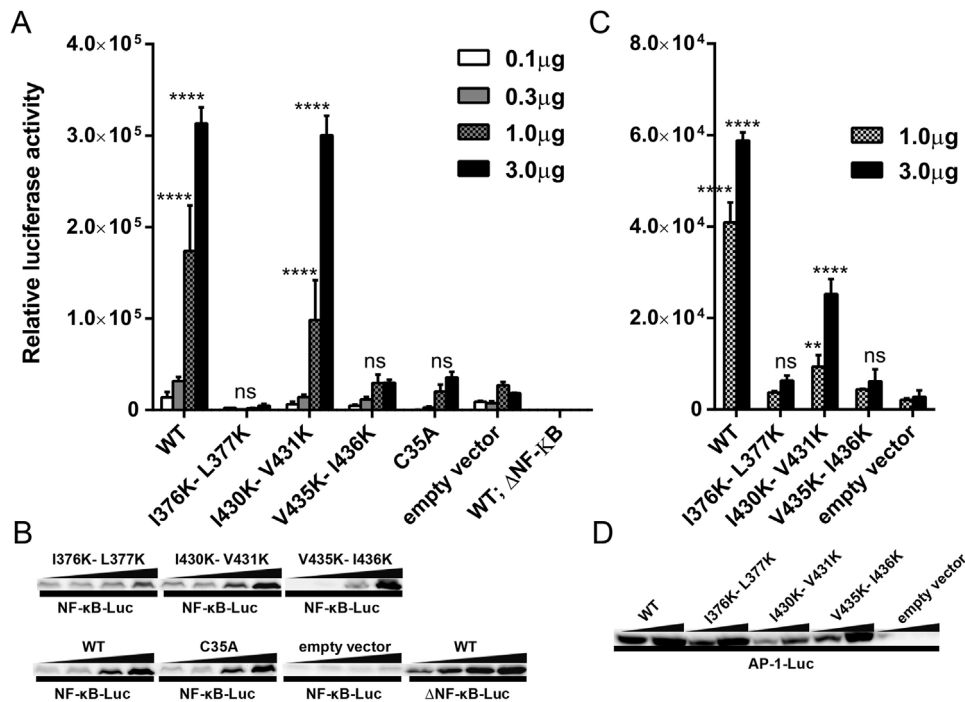 A
Relative luciferase activity
4.0×10⁵
3.0×10⁵
2.0×10⁵
1.0×10⁵
0
0.1μg
0.3μg
1.0μg
3.0μg
****
****
ns
****
****
ns
ns
WT
I376K- L377K
I430K- V431K
V435K- I436K
C35A
empty vector
WT; ΔNF-κB
C
8.0×10⁴
6.0×10⁴
4.0×10⁴
2.0×10⁴
0
1.0μg
3.0μg
****
****
ns
**
****
ns
WT
I376K- L377K
I430K- V431K
V435K- I436K
empty vector
B
I376K- L377K I430K- V431K V435K- I436K
NF-κB-Luc NF-κB-Luc NF-κB-Luc
WT C35A empty vector WT
NF-κB-Luc NF-κB-Luc NF-κB-Luc ΔNF-κB-Luc
D
WT
I376K- L377K
I430K- V431K
V435K- I436K
empty vector
AP-1-Luc